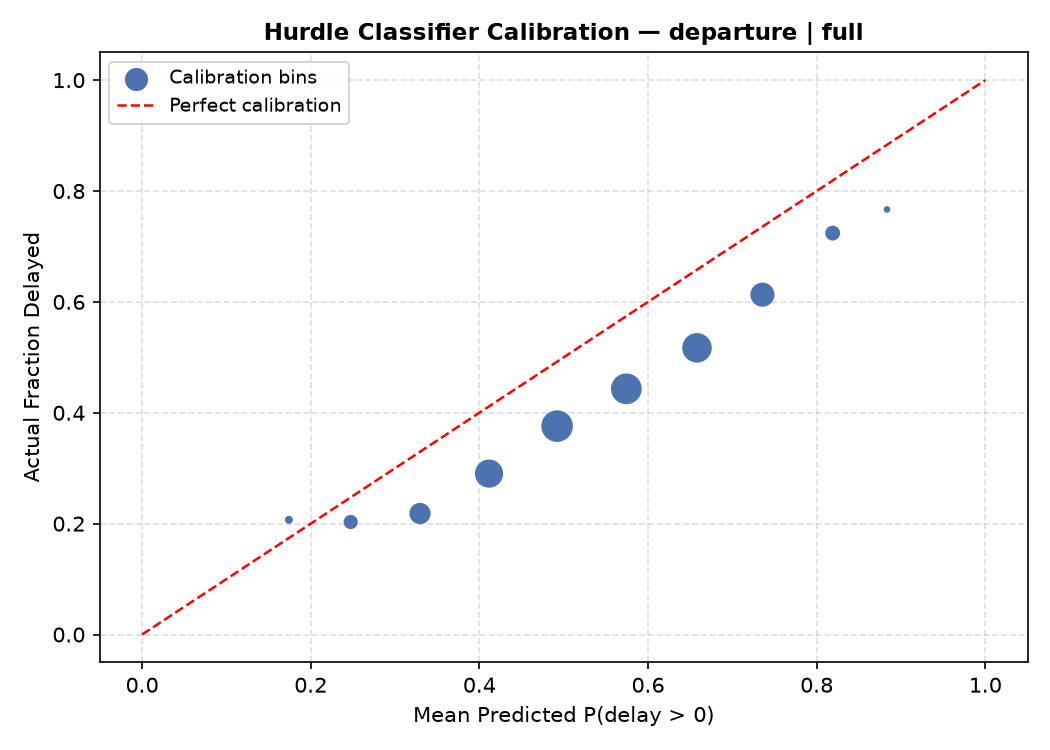 Hurdle Classifier Calibration — departure | full
Calibration bins
Perfect calibration
1.0
0.8
0.6
0.4
0.2
0.0
Actual Fraction Delayed
0.0 0.2 0.4 0.6 0.8 1.0
Mean Predicted P(delay > 0)